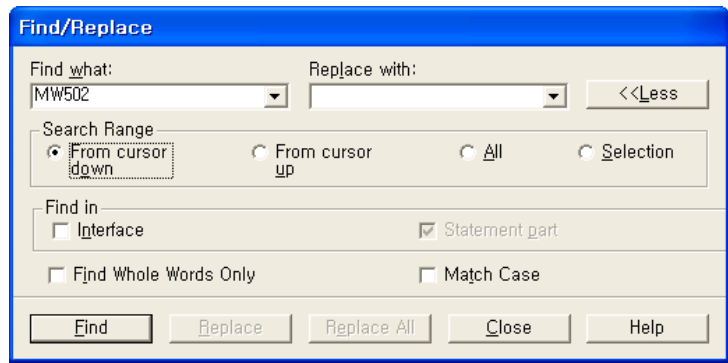 Find/Replace
Find what:
Replace with:
MW502
<<Less
Search Range
From cursor down
From cursor up
All
Selection
Find in
Interface
Statement part
Find Whole Words Only
Match Case
Find
Replace
Replace All
Close
Help